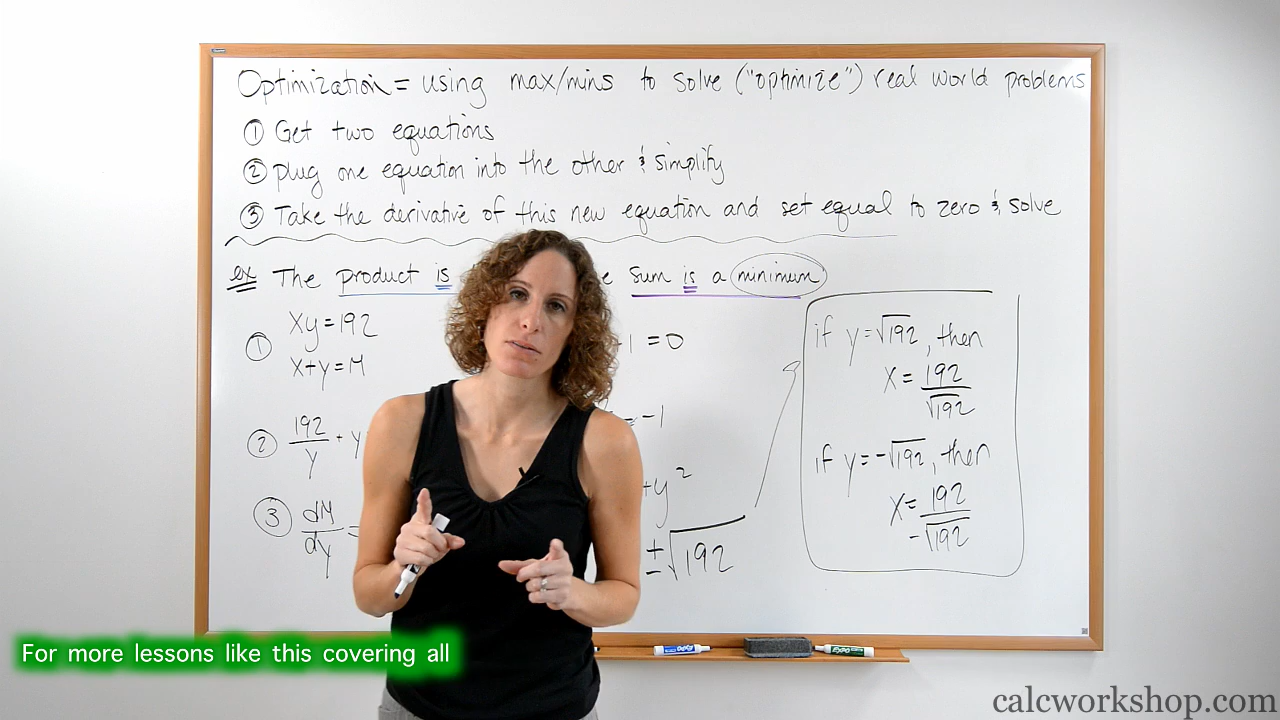 Optimization = using max/mins to solve ("optimize") real world problems
① Get two equations
② Plug one equation into the other & simplify
③ Take the derivative of this new equation and set equal to zero & solve
ex The product is e sum is a minimum
① xy = 192
x+y = M
② 192/y + y
③ dM/dy =
-1 = 0
= -1
+y²
±√192
if y = √192, then
x = 192/√192
if y = -√192, then
x = 192/-√192
For more lessons like this covering all
calcworkshop.com